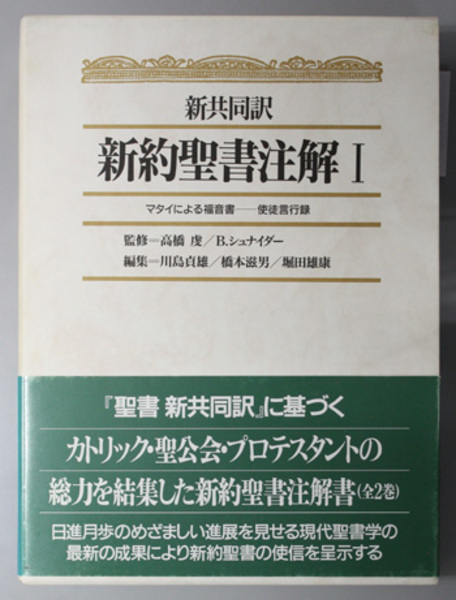 新共同訳
新約聖書注解 I
マタイによる福音書――使徒言行録
監修=高橋 虔/B.シュナイダー
編集=川島貞雄/橋本滋男/堀田雄康
『聖書 新共同訳』に基づく
カトリック・聖公会・プロテスタントの
総力を結集した新約聖書注解書(全2巻)
日進月歩のめざましい進展を見せる現代聖書学の
最新の成果により新約聖書の使信を呈示する